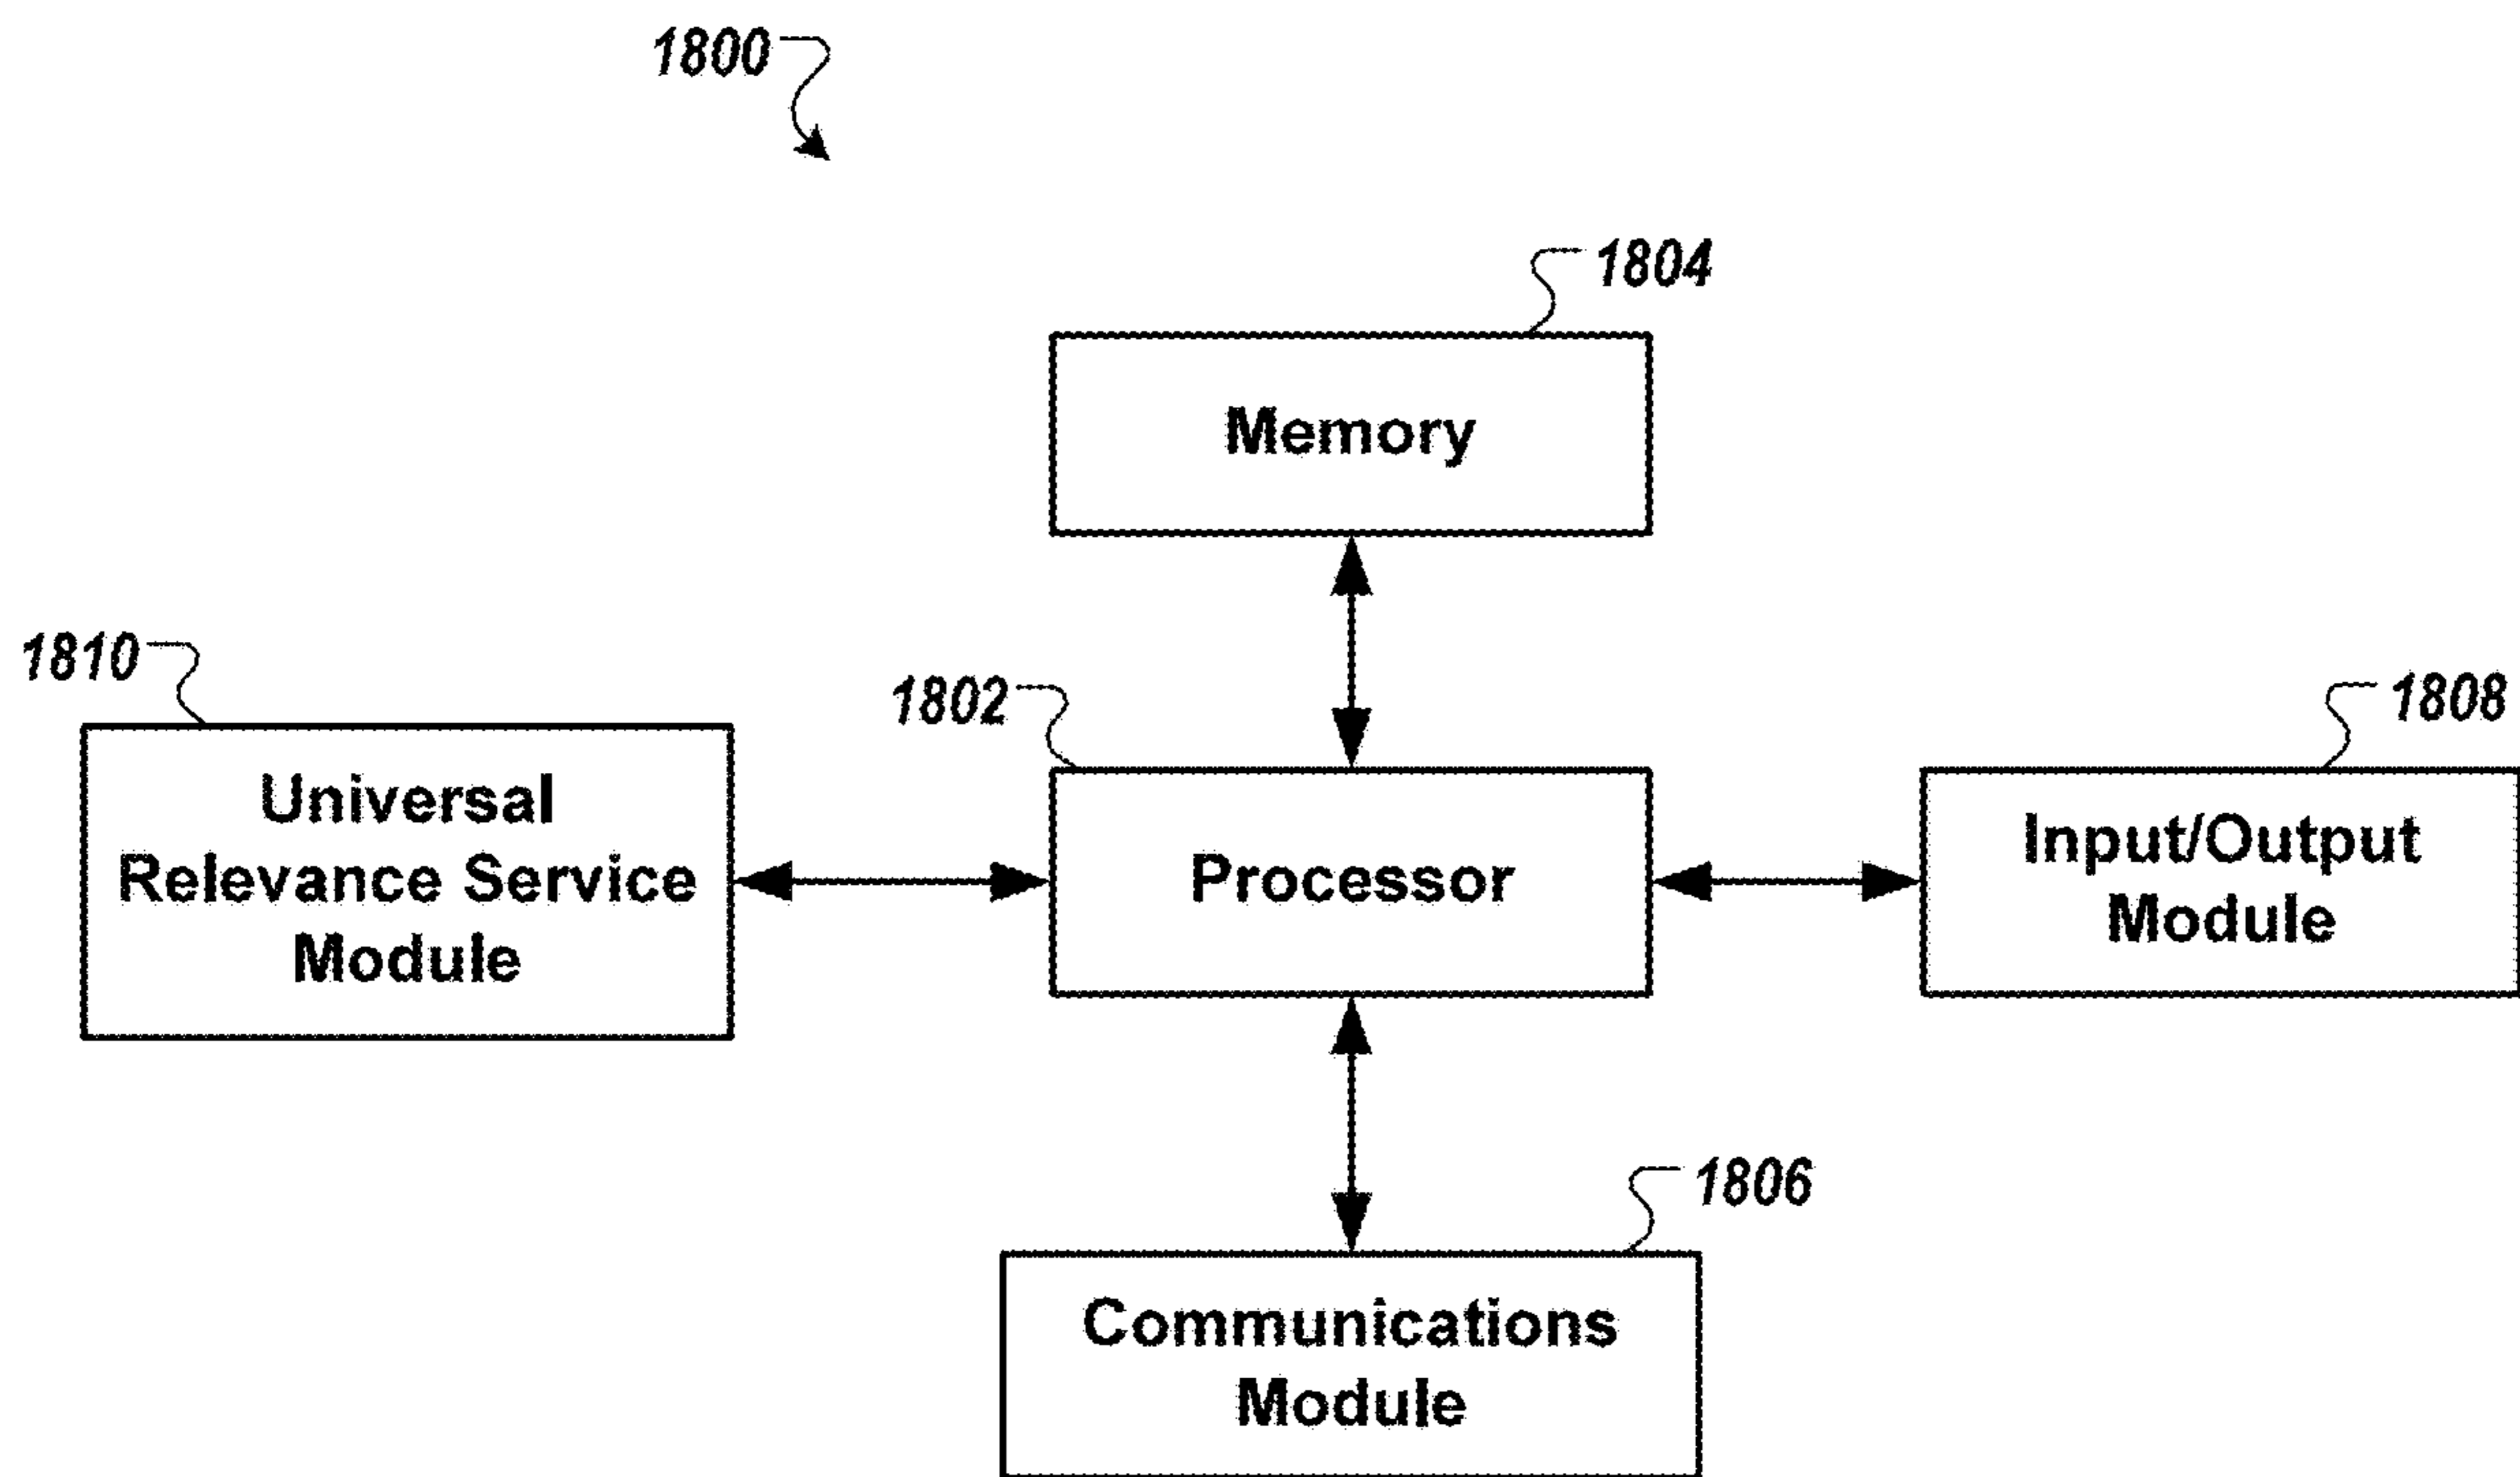 1800
1804
Memory
1810
1802
1808
Universal
Relevance Service
Module
Processor
Input/Output
Module
1806
Communications
Module